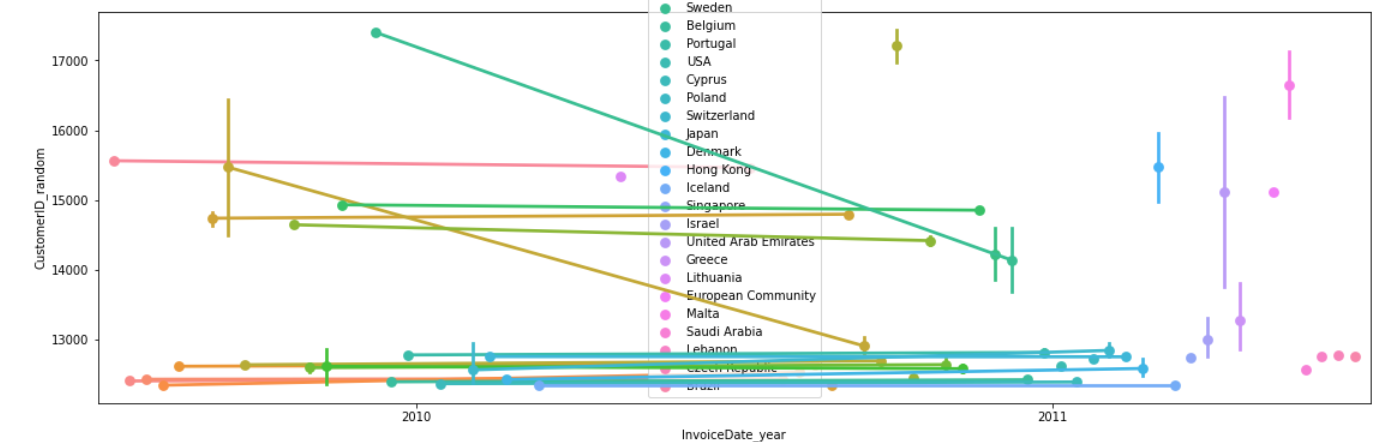 Sweden
Belgium
Portugal
USA
Cyprus
Poland
Switzerland
Japan
Denmark
Hong Kong
Iceland
Singapore
Israel
United Arab Emirates
Greece
Lithuania
European Community
Malta
Saudi Arabia
Lebanon
Czech Republic
Brazil
17000
16000
15000
14000
13000
CustomerID_random
2010
2011
InvoiceDate_year